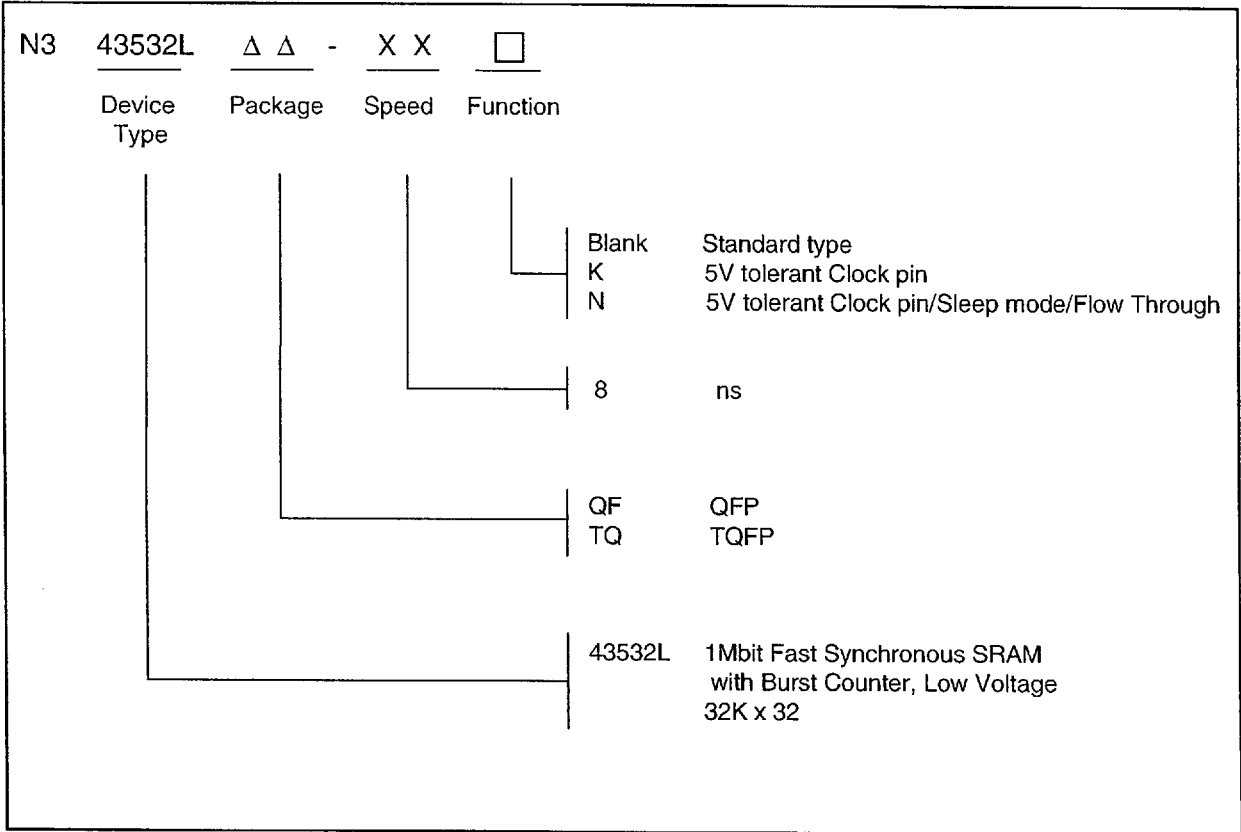 N3 43532L Δ Δ - X X □
Device Type Package Speed Function
Blank Standard type
K 5V tolerant Clock pin
N 5V tolerant Clock pin/Sleep mode/Flow Through
8 ns
QF QFP
TQ TQFP
43532L 1Mbit Fast Synchronous SRAM
with Burst Counter, Low Voltage
32K x 32